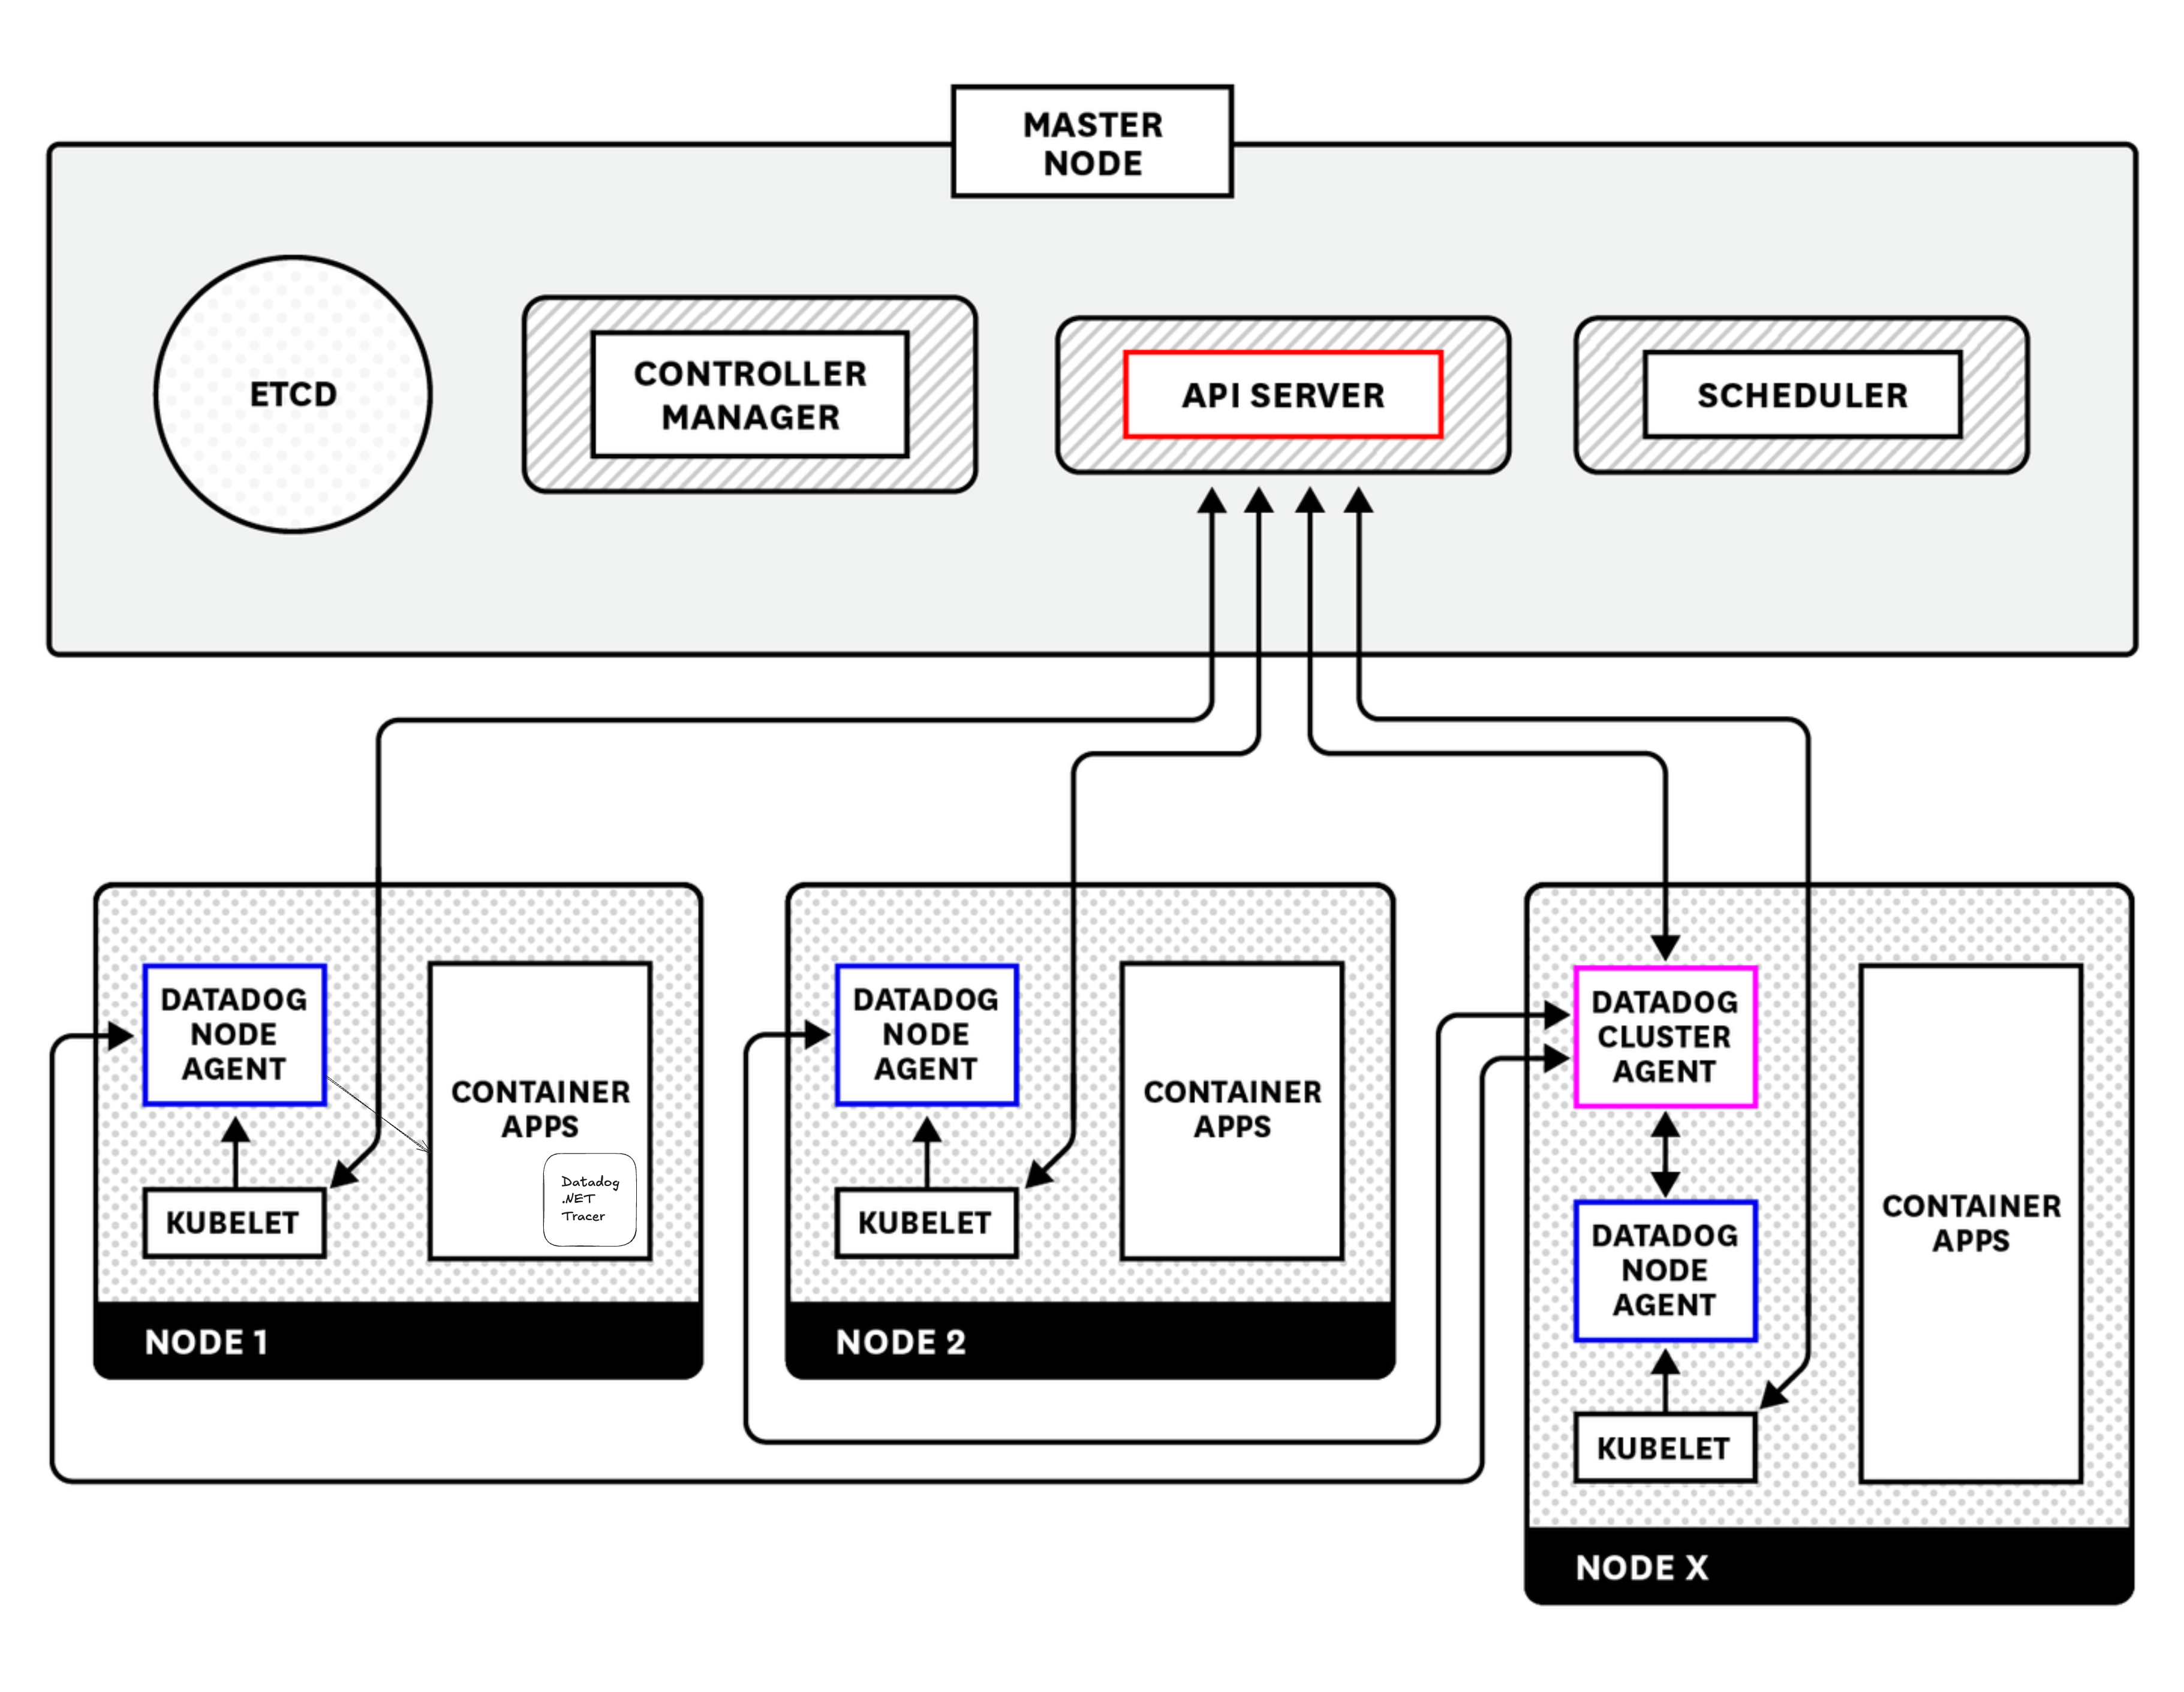 MASTER
NODE
ETCD
CONTROLLER
MANAGER
API SERVER
SCHEDULER
DATADOG
NODE
AGENT
CONTAINER
APPS
Datadog
.NET
Tracer
KUBELET
NODE 1
DATADOG
NODE
AGENT
CONTAINER
APPS
KUBELET
NODE 2
DATADOG
CLUSTER
AGENT
DATADOG
NODE
AGENT
CONTAINER
APPS
KUBELET
NODE X